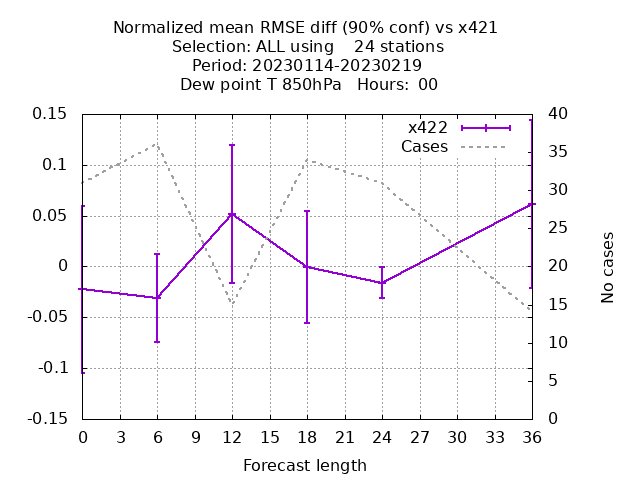 Normalized mean RMSE diff (90% conf) vs x421
Selection: ALL using    24 stations
Period: 20230114-20230219
Dew point T 850hPa   Hours:  00
x422
Cases
0.15
0.1
0.05
0
-0.05
-0.1
-0.15
40
35
30
25
20
15
10
5
0
No cases
0 3 6 9 12 15 18 21 24 27 30 33 36
Forecast length